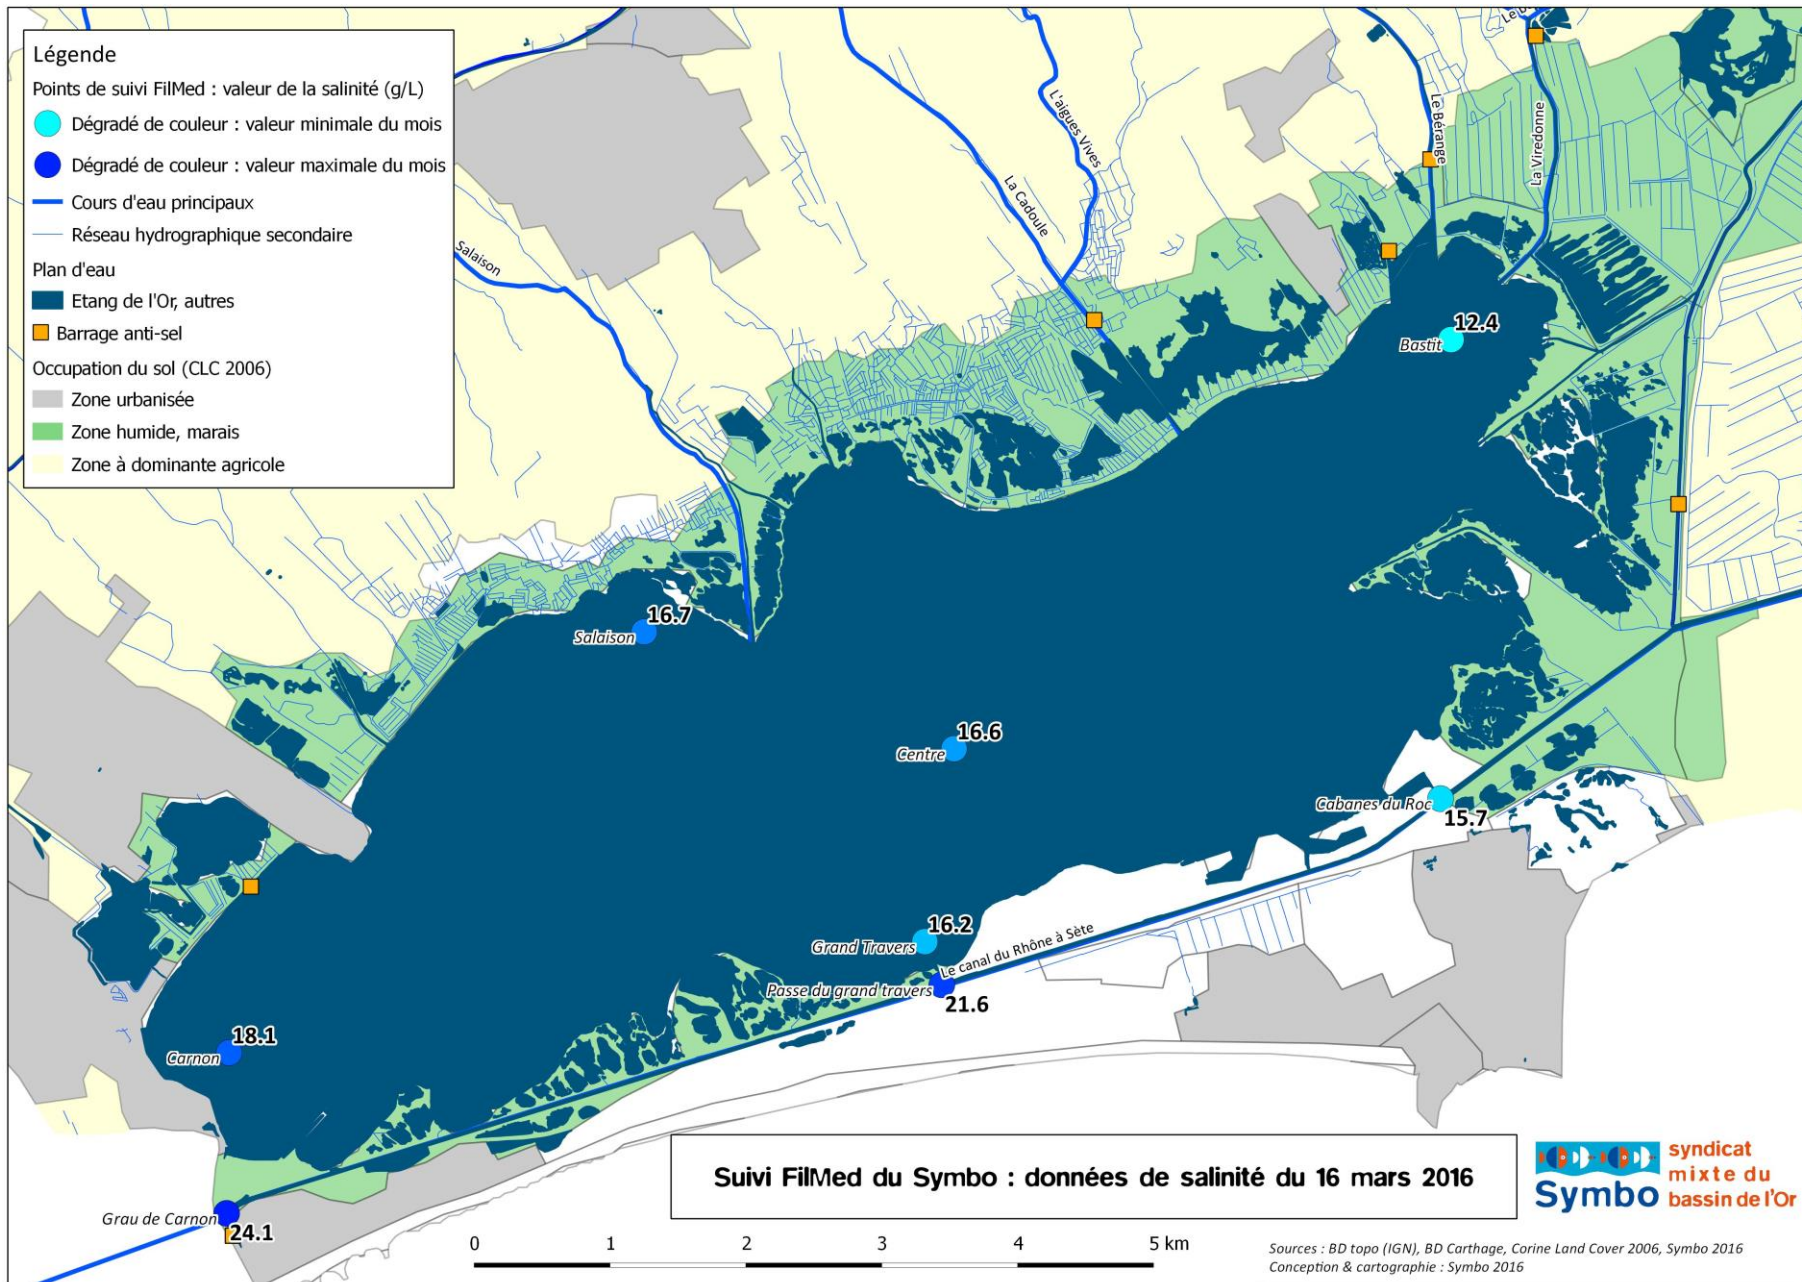 Légende
Points de suivi FilMed : valeur de la salinité (g/L)
Dégradé de couleur : valeur minimale du mois
Dégradé de couleur : valeur maximale du mois
Cours d'eau principaux
Réseau hydrographique secondaire
Plan d'eau
Etang de l'Or, autres
Barrage anti-sel
Occupation du sol (CLC 2006)
Zone urbanisée
Zone humide, marais
Zone à dominante agricole
Salaison
La Cadoule
L'aigues Vives
Le Bérange
La Viredonne
12.4
Bastit
16.7
Salaison
16.6
Centre
Cabanes du Roc
15.7
16.2
Grand Travers
Le canal du Rhône à Sète
Passe du grand travers
21.6
18.1
Carnon
Grau de Carnon
24.1
Suivi FilMed du Symbo : données de salinité du 16 mars 2016
Symbo
syndicat
mixte du
bassin de l'Or
0 1 2 3 4 5 km
Sources : BD topo (IGN), BD Carthage, Corine Land Cover 2006, Symbo 2016
Conception & cartographie : Symbo 2016